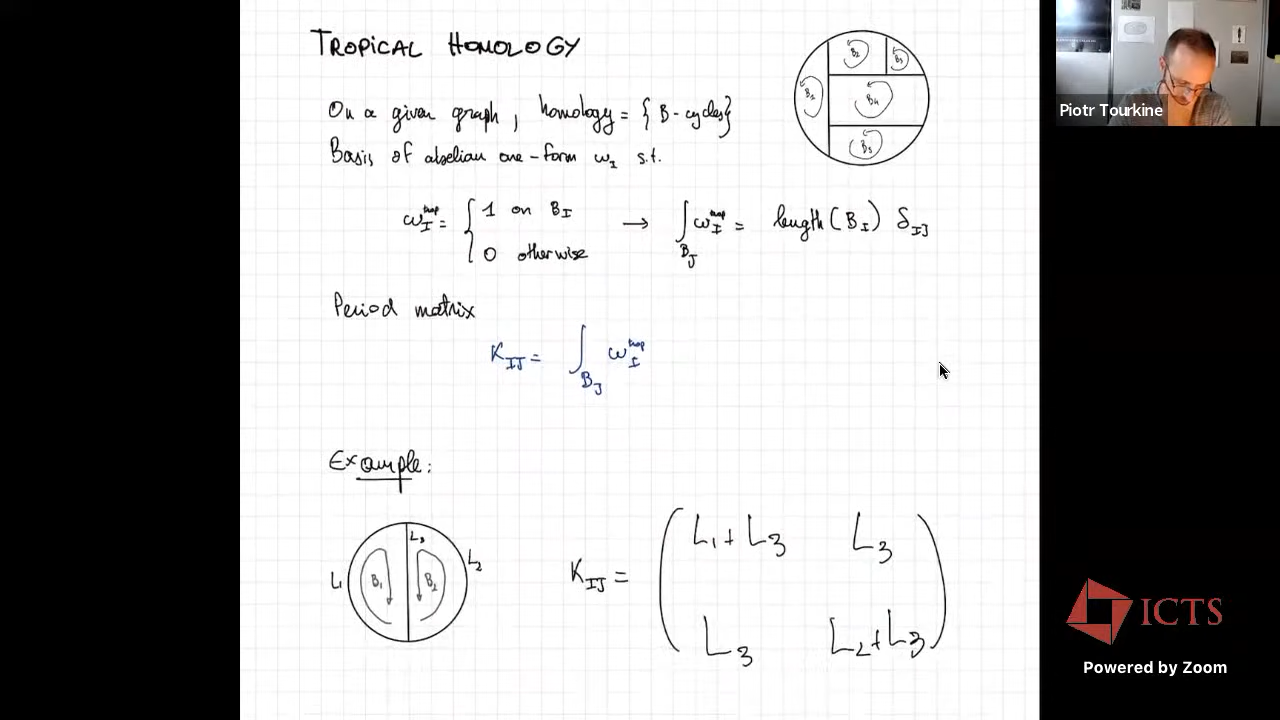 TROPICAL HOMOLOGY
On a given graph, homology = { B-cycles }
Basis of abelian one-form ω_I s.t.
ω_I^trop = { 1 on B_I
0 otherwise
→ ∫_{B_J} ω_I^trop = length(B_I) δ_IJ
Period matrix
K_IJ = ∫_{B_J} ω_I^trop
Example:
L_1 B_1 L_3 B_2 L_2
K_IJ = ( L_1 + L_3 L_3
L_3 L_2 + L_3 )
B_2 B_3
B_4
B_5
Piotr Tourkine
ICTS
Powered by Zoom